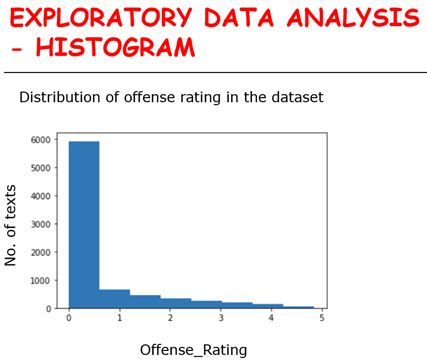 EXPLORATORY DATA ANALYSIS
- HISTOGRAM
Distribution of offense rating in the dataset
No. of texts
6000
5000
4000
3000
2000
1000
0
0 1 2 3 4 5
Offense_Rating